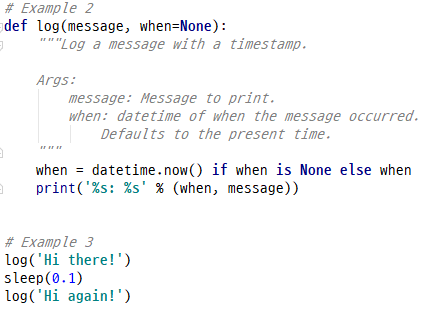 # Example 2
def log(message, when=None):
    """Log a message with a timestamp.

    Args:
        message: Message to print.
        when: datetime of when the message occurred.
            Defaults to the present time.
    """
    when = datetime.now() if when is None else when
    print('%s: %s' % (when, message))


# Example 3
log('Hi there!')
sleep(0.1)
log('Hi again!')